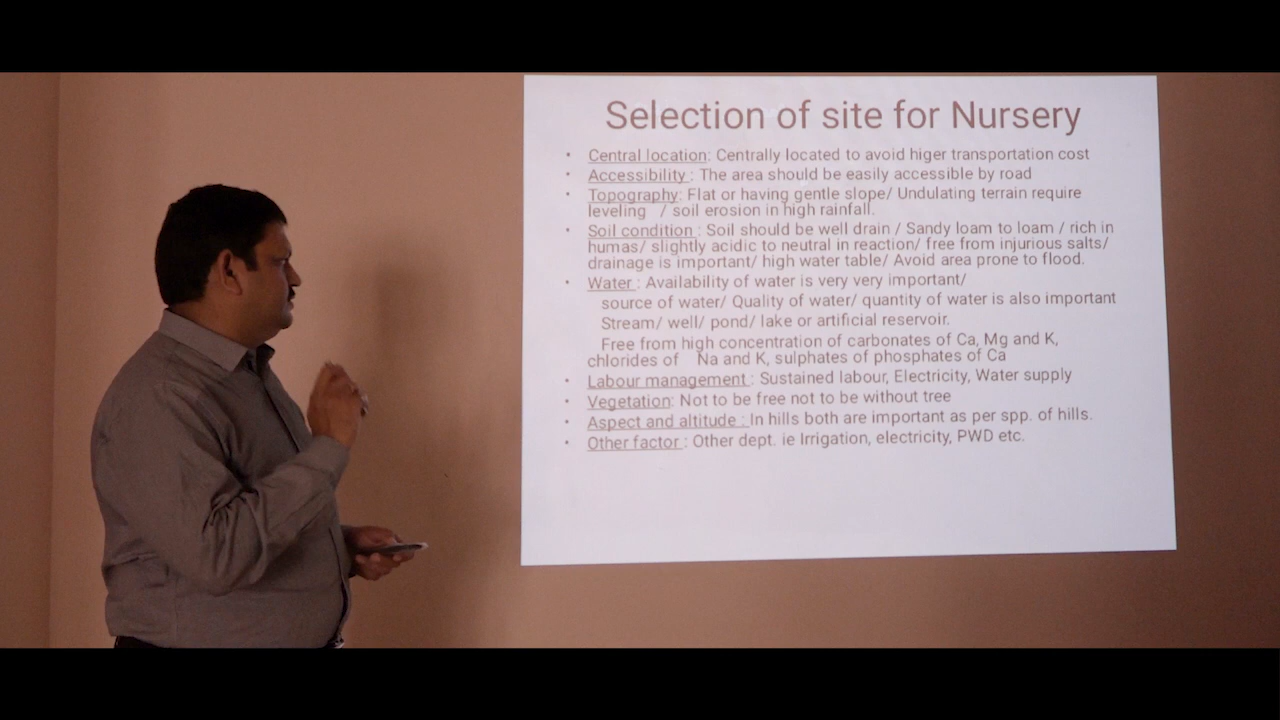 Selection of site for Nursery
• Central location: Centrally located to avoid higer transportation cost
• Accessibility : The area should be easily accessible by road
• Topography: Flat or having gentle slope/ Undulating terrain require
leveling / soil erosion in high rainfall.
• Soil condition : Soil should be well drain / Sandy loam to loam / rich in
humas/ slightly acidic to neutral in reaction/ free from injurious salts/
drainage is important/ high water table/ Avoid area prone to flood.
• Water : Availability of water is very very important/
source of water/ Quality of water/ quantity of water is also important
Stream/ well/ pond/ lake or artificial reservoir.
Free from high concentration of carbonates of Ca, Mg and K,
chlorides of Na and K, sulphates of phosphates of Ca
• Labour management : Sustained labour, Electricity, Water supply
• Vegetation: Not to be free not to be without tree
• Aspect and altitude : In hills both are important as per spp. of hills.
• Other factor : Other dept. ie Irrigation, electricity, PWD etc.